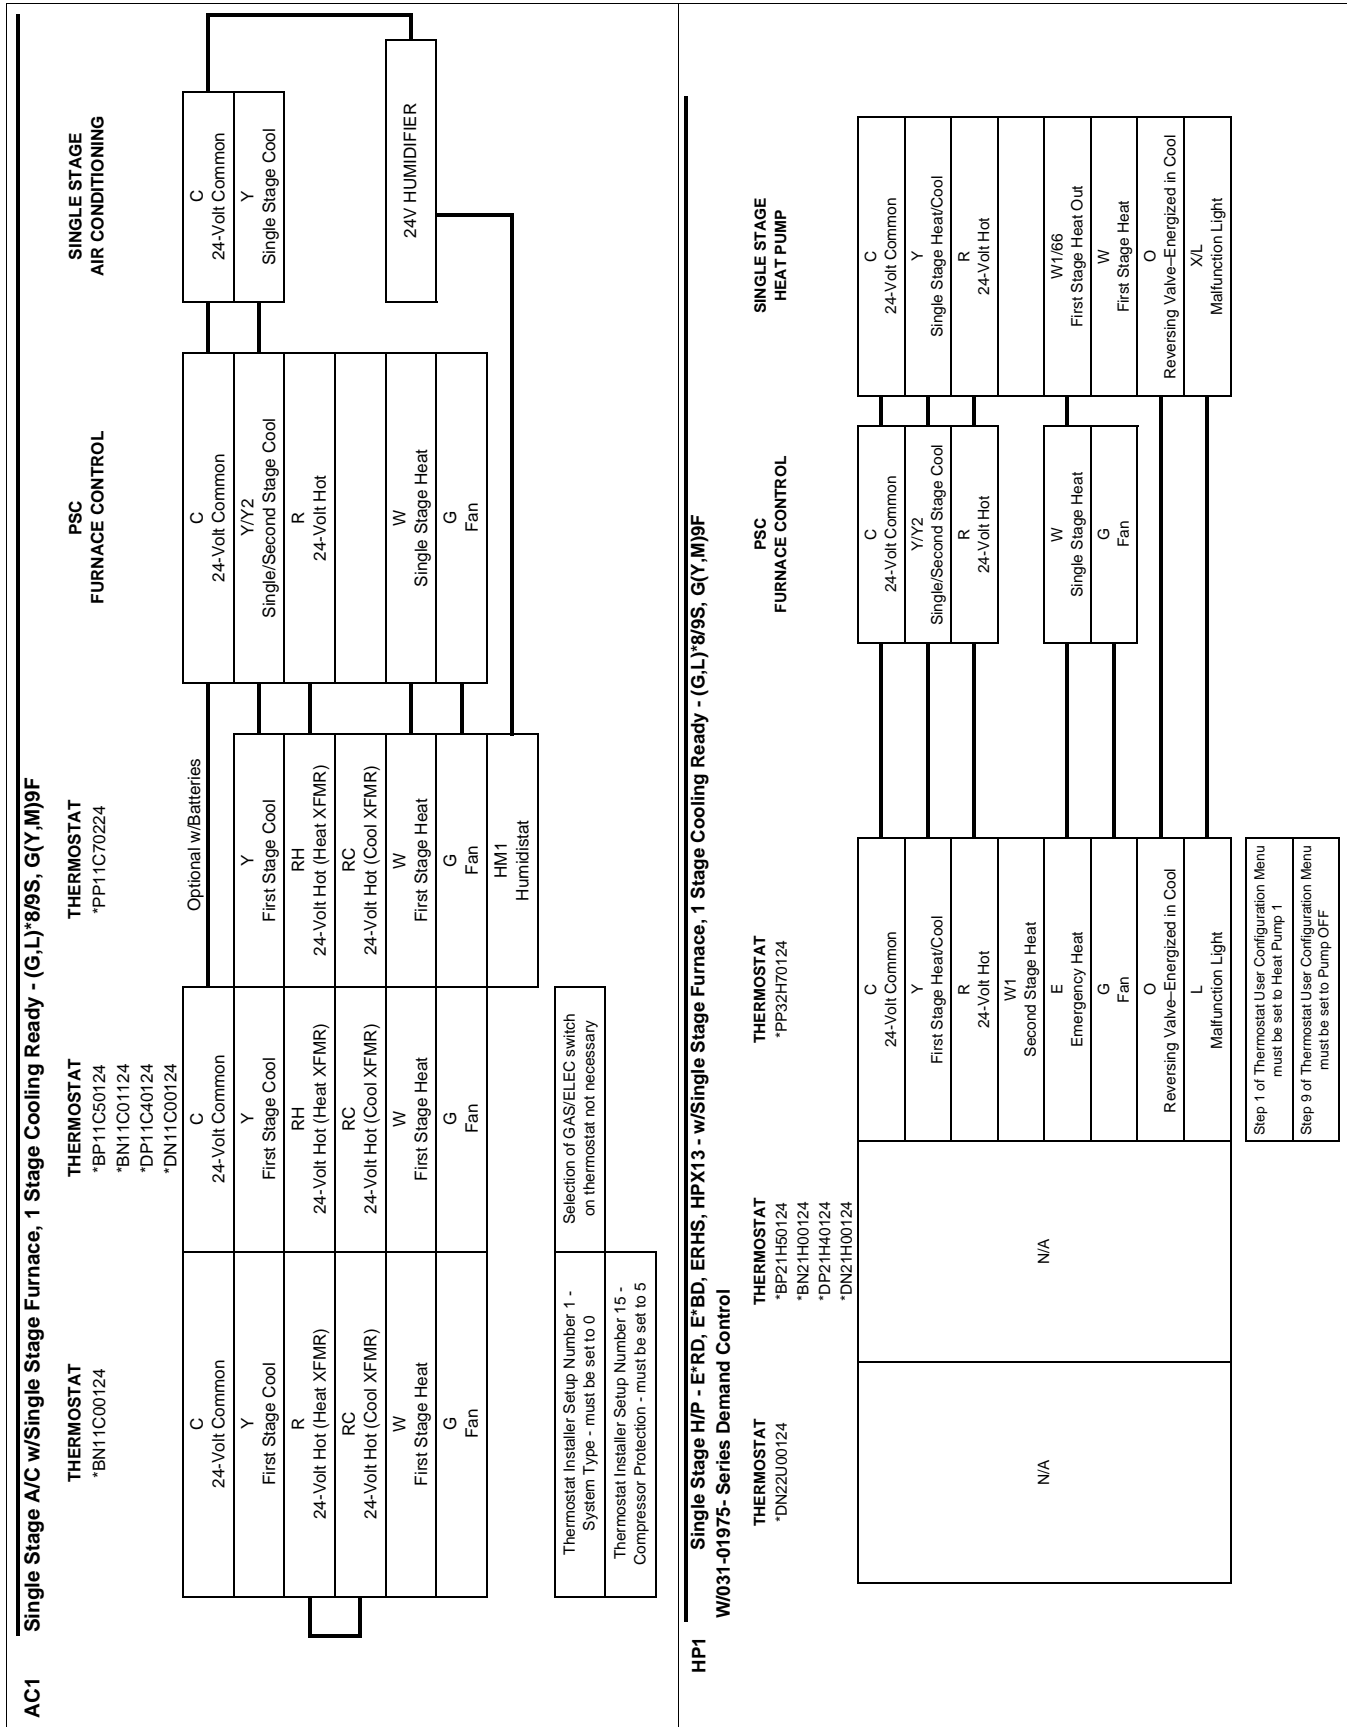 AC1 Single Stage A/C w/Single Stage Furnace, 1 Stage Cooling Ready - (G,L)*8/9S, G(Y,M)9F
THERMOSTAT
*BN11C00124
C
24-Volt Common
Y
First Stage Cool
R
24-Volt Hot (Heat XFMR)
RC
24-Volt Hot (Cool XFMR)
W
First Stage Heat
G
Fan
Thermostat Installer Setup Number 1 -
System Type - must be set to 0
Thermostat Installer Setup Number 15 -
Compressor Protection - must be set to 5
THERMOSTAT
*BP11C50124
*BN11C01124
*DP11C40124
*DN11C00124
C
24-Volt Common
Y
First Stage Cool
RH
24-Volt Hot (Heat XFMR)
RC
24-Volt Hot (Cool XFMR)
W
First Stage Heat
G
Fan
Selection of GAS/ELEC switch
on thermostat not necessary
THERMOSTAT
*PP11C70224
Optional w/Batteries
Y
First Stage Cool
RH
24-Volt Hot (Heat XFMR)
RC
24-Volt Hot (Cool XFMR)
W
First Stage Heat
G
Fan
HM1
Humidistat
PSC
FURNACE CONTROL
C
24-Volt Common
Y/Y2
Single/Second Stage Cool
R
24-Volt Hot
W
Single Stage Heat
G
Fan
SINGLE STAGE
AIR CONDITIONING
C
24-Volt Common
Y
Single Stage Cool
24V HUMIDIFIER
HP1 Single Stage H/P - E*RD, E*BD, ERHS, HPX13 - w/Single Stage Furnace, 1 Stage Cooling Ready - (G,L)*8/9S, G(Y,M)9F
W/031-01975- Series Demand Control
THERMOSTAT
*DN22U00124
N/A
THERMOSTAT
*BP21H50124
*BN21H00124
*DP21H40124
*DN21H00124
N/A
THERMOSTAT
*PP32H70124
C
24-Volt Common
Y
First Stage Heat/Cool
R
24-Volt Hot
W1
Second Stage Heat
E
Emergency Heat
G
Fan
O
Reversing Valve–Energized in Cool
L
Malfunction Light
Step 1 of Thermostat User Configuration Menu
must be set to Heat Pump 1
Step 9 of Thermostat User Configuration Menu
must be set to Pump OFF
PSC
FURNACE CONTROL
C
24-Volt Common
Y/Y2
Single/Second Stage Cool
R
24-Volt Hot
W
Single Stage Heat
G
Fan
SINGLE STAGE
HEAT PUMP
C
24-Volt Common
Y
Single Stage Heat/Cool
R
24-Volt Hot
W1/66
First Stage Heat Out
W
First Stage Heat
O
Reversing Valve–Energized in Cool
X/L
Malfunction Light